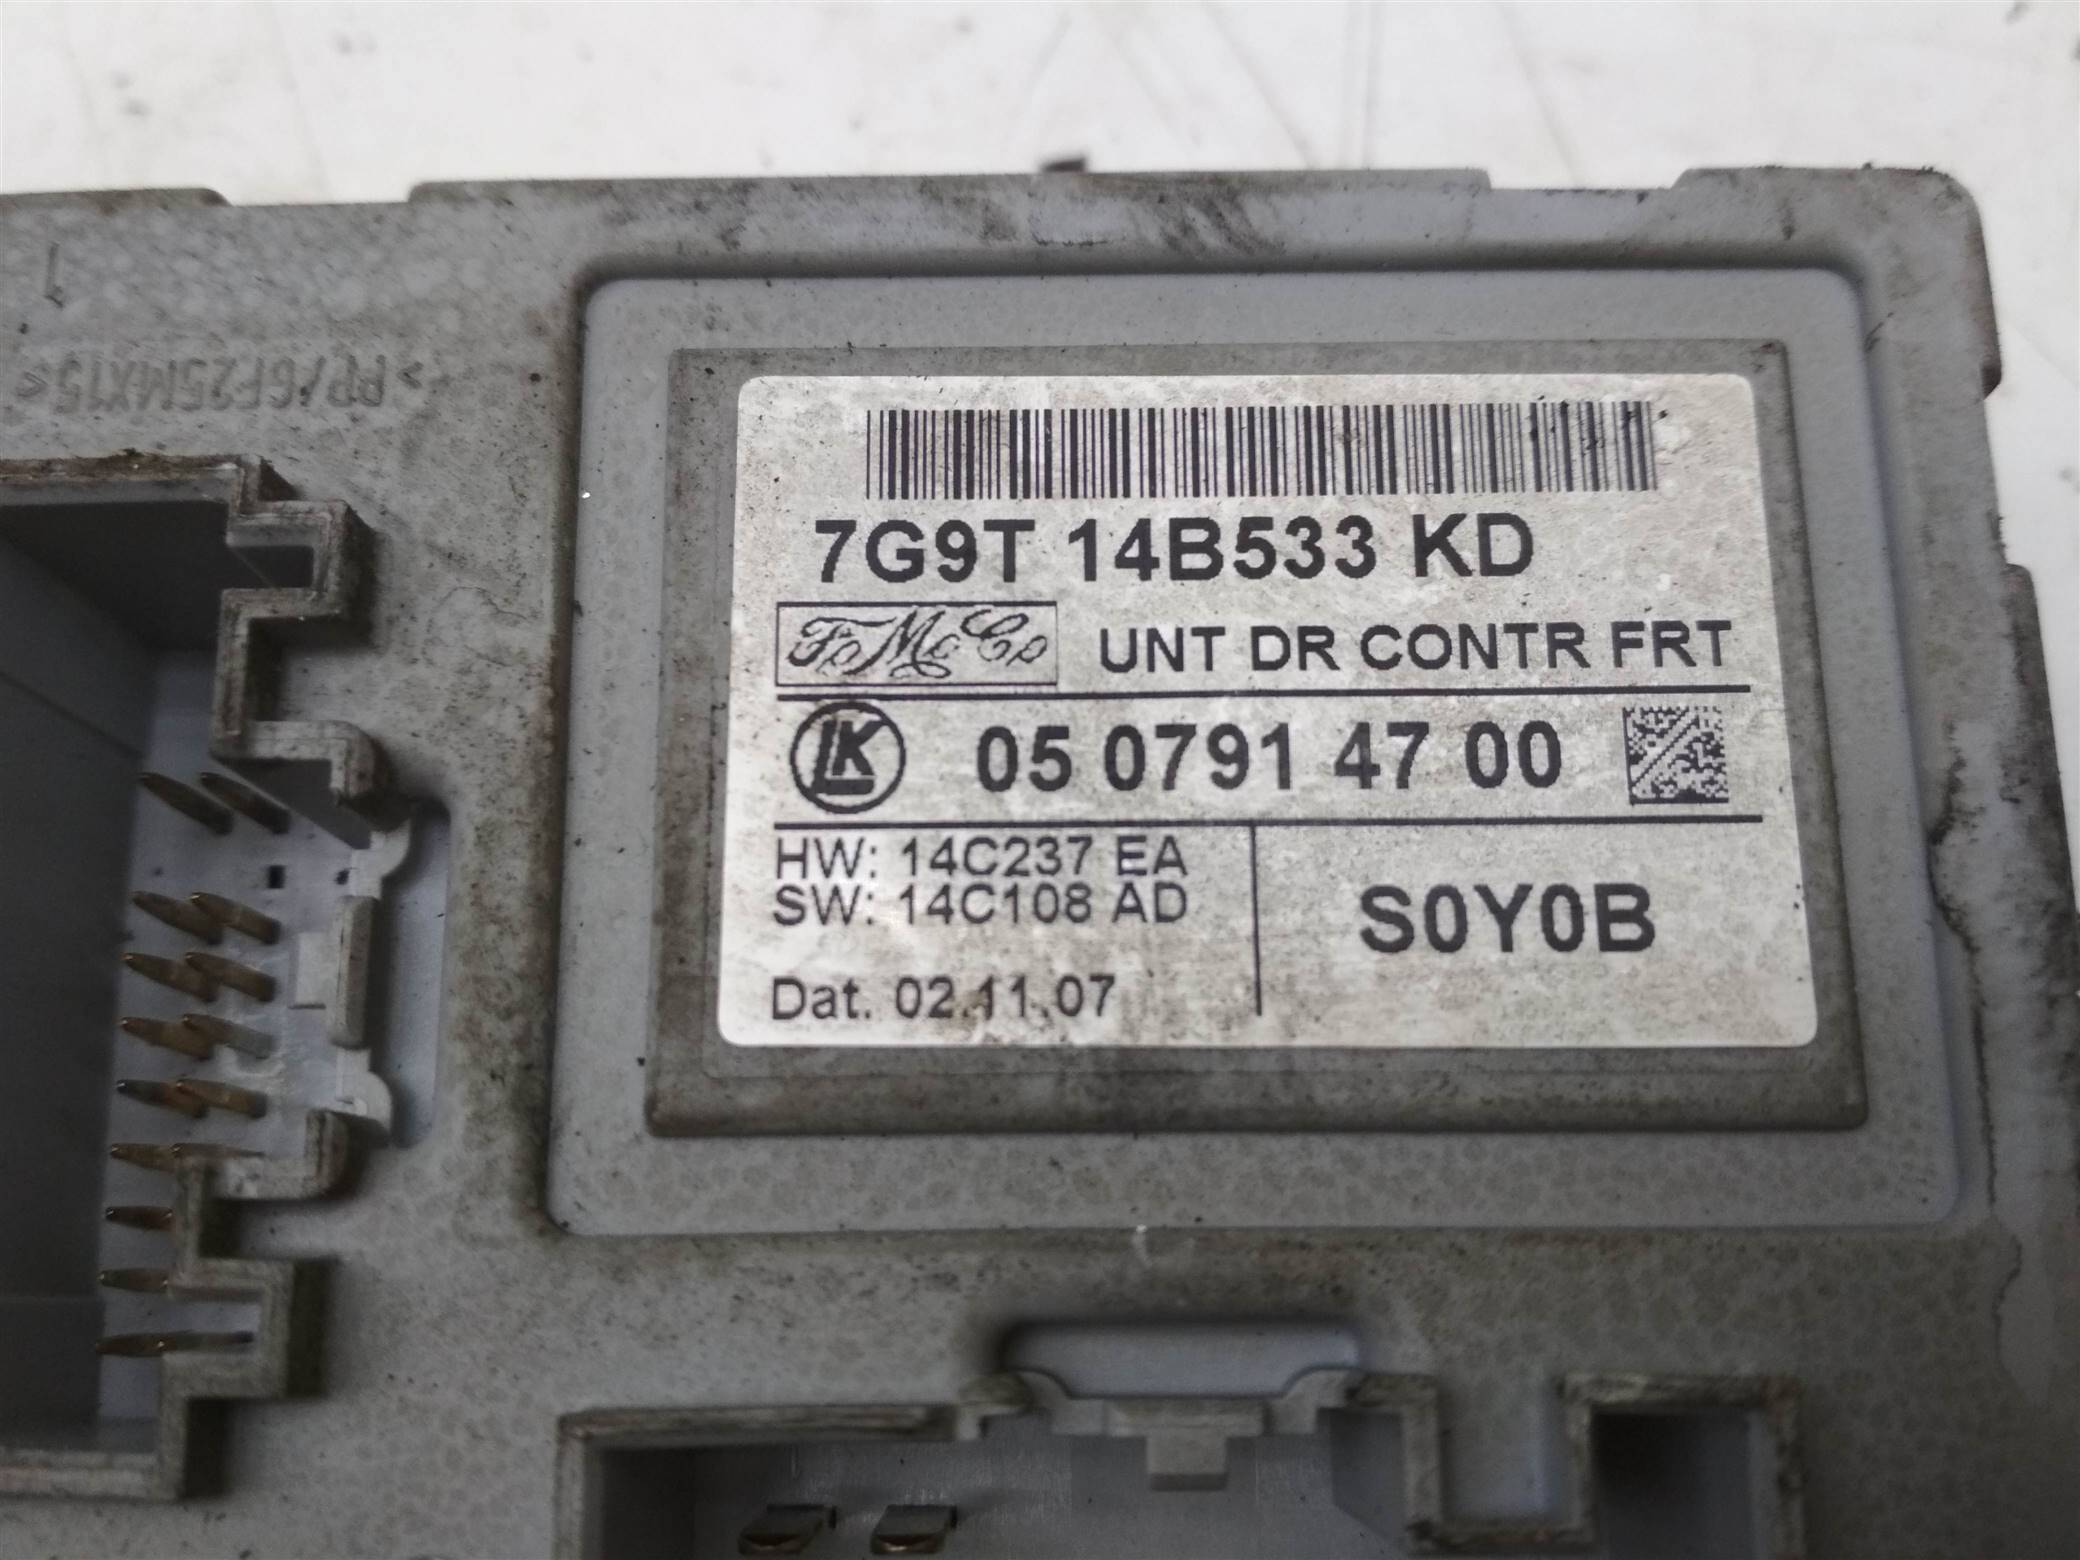 1
>PP/GF25MX15<
7G9T 14B533 KD
FoMoCo UNT DR CONTR FRT
LK 05 0791 47 00
HW: 14C237 EA
SW: 14C108 AD
S0Y0B
Dat. 02.11.07